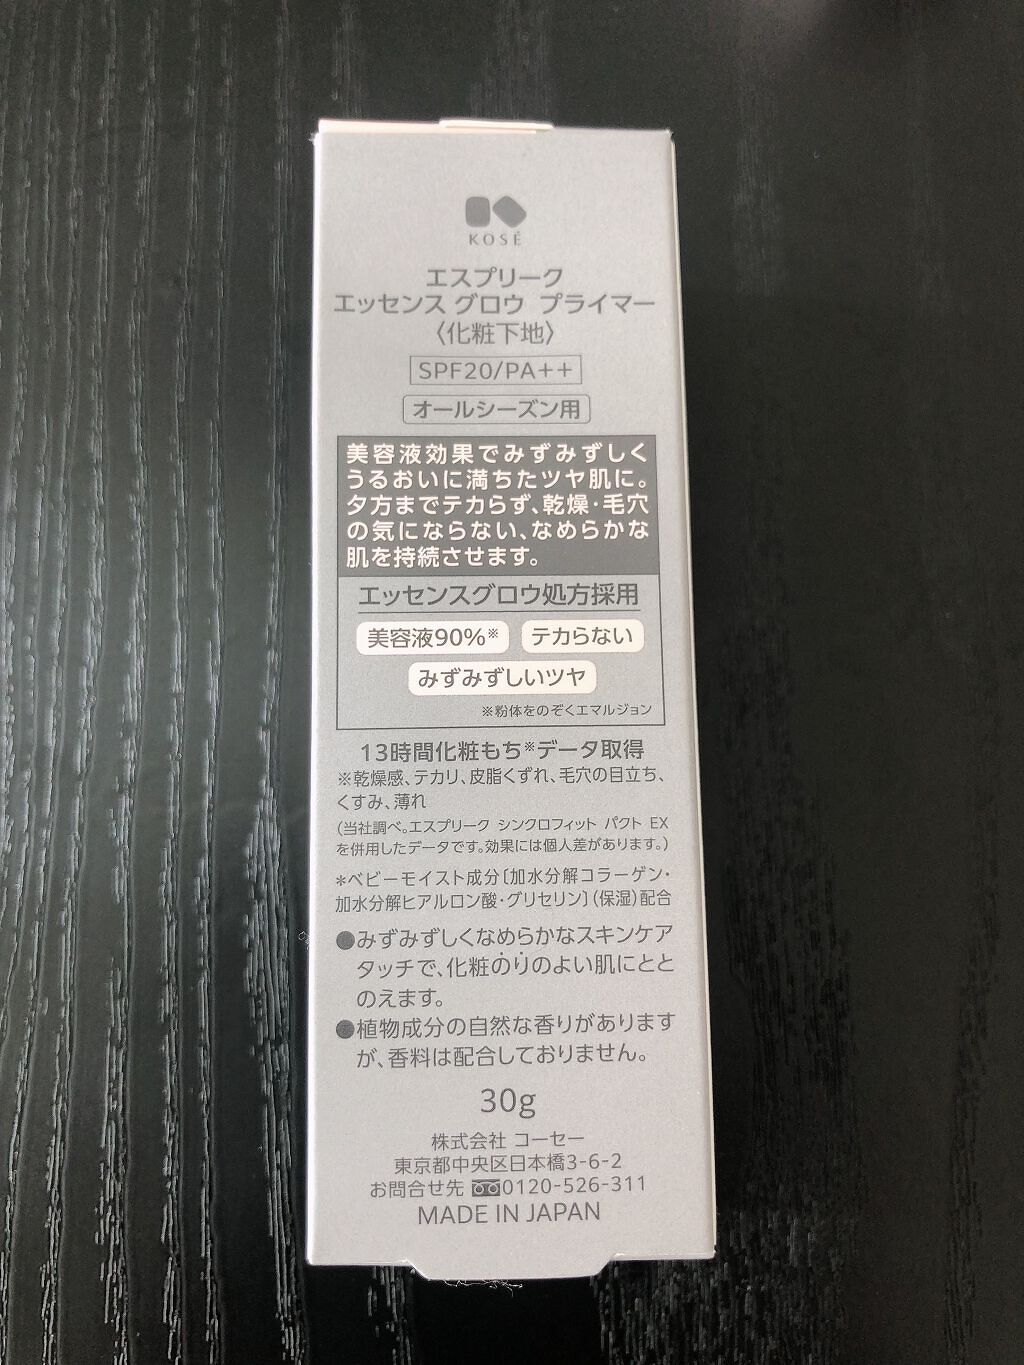 KOSÉ
エスプリーク
エッセンス グロウ プライマー
〈化粧下地〉
SPF20/PA++
オールシーズン用
美容液効果でみずみずしく
うるおいに満ちたツヤ肌に。
夕方までテカらず、乾燥・毛穴
の気にならない、なめらかな
肌を持続させます。
エッセンスグロウ処方採用
美容液90%※ テカらない
みずみずしいツヤ
※粉体をのぞくエマルジョン
13時間化粧もち※データ取得
※乾燥感、テカリ、皮脂くずれ、毛穴の目立ち、
くすみ、薄れ
(当社調べ。エスプリーク シンクロフィット パクト EX
を併用したデータです。効果には個人差があります。)
*ベビーモイスト成分〔加水分解コラーゲン・
加水分解ヒアルロン酸・グリセリン〕(保湿)配合
●みずみずしくなめらかなスキンケア
タッチで、化粧のりのよい肌にとと
のえます。
●植物成分の自然な香りがあります
が、香料は配合しておりません。
30g
株式会社 コーセー
東京都中央区日本橋3-6-2
お問合せ先 0120-526-311
MADE IN JAPAN